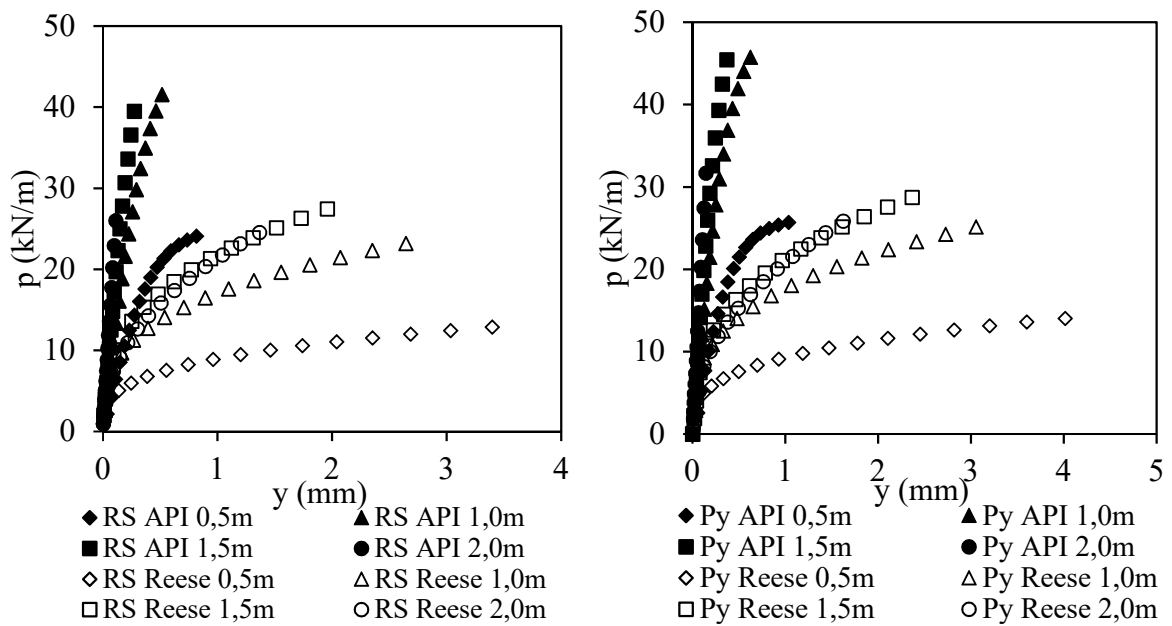 50
40
30
20
10
0
p (kN/m)
0 1 2 3 4
y (mm)
RS API 0,5m RS API 1,0m
RS API 1,5m RS API 2,0m
RS Reese 0,5m RS Reese 1,0m
RS Reese 1,5m RS Reese 2,0m
50
40
30
20
10
0
p (kN/m)
0 1 2 3 4 5
y (mm)
Py API 0,5m Py API 1,0m
Py API 1,5m Py API 2,0m
Py Reese 0,5m Py Reese 1,0m
Py Reese 1,5m Py Reese 2,0m